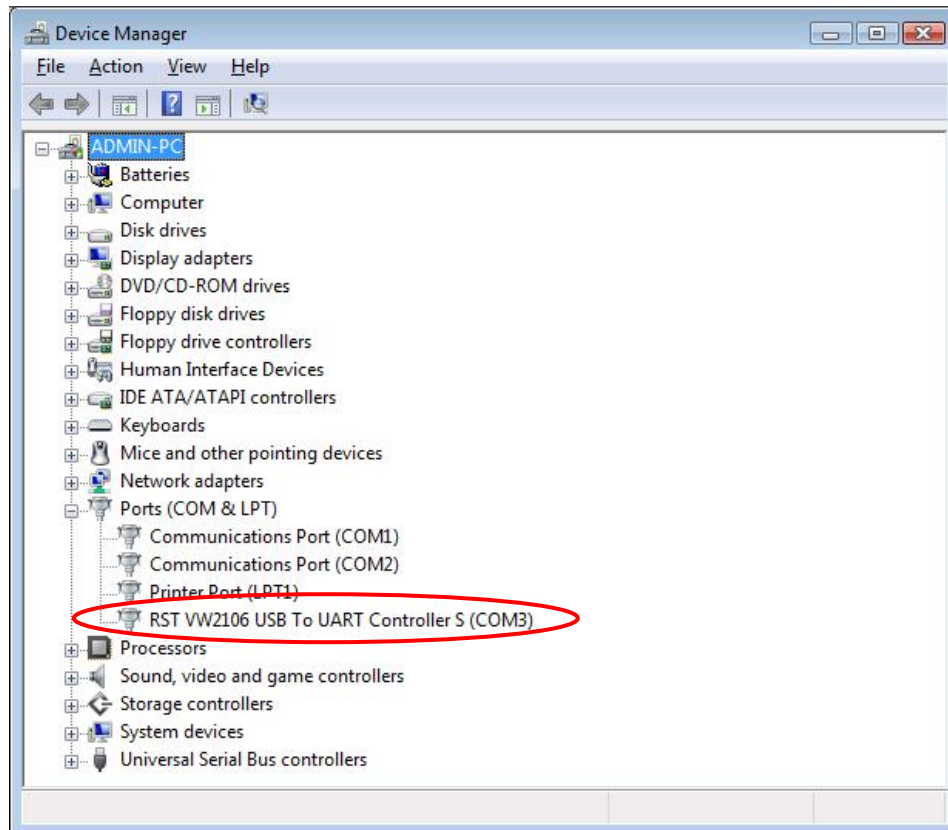 Device Manager
File Action View Help
ADMIN-PC
Batteries
Computer
Disk drives
Display adapters
DVD/CD-ROM drives
Floppy disk drives
Floppy drive controllers
Human Interface Devices
IDE ATA/ATAPI controllers
Keyboards
Mice and other pointing devices
Network adapters
Ports (COM & LPT)
Communications Port (COM1)
Communications Port (COM2)
Printer Port (LPT1)
RST VW2106 USB To UART Controller S (COM3)
Processors
Sound, video and game controllers
Storage controllers
System devices
Universal Serial Bus controllers